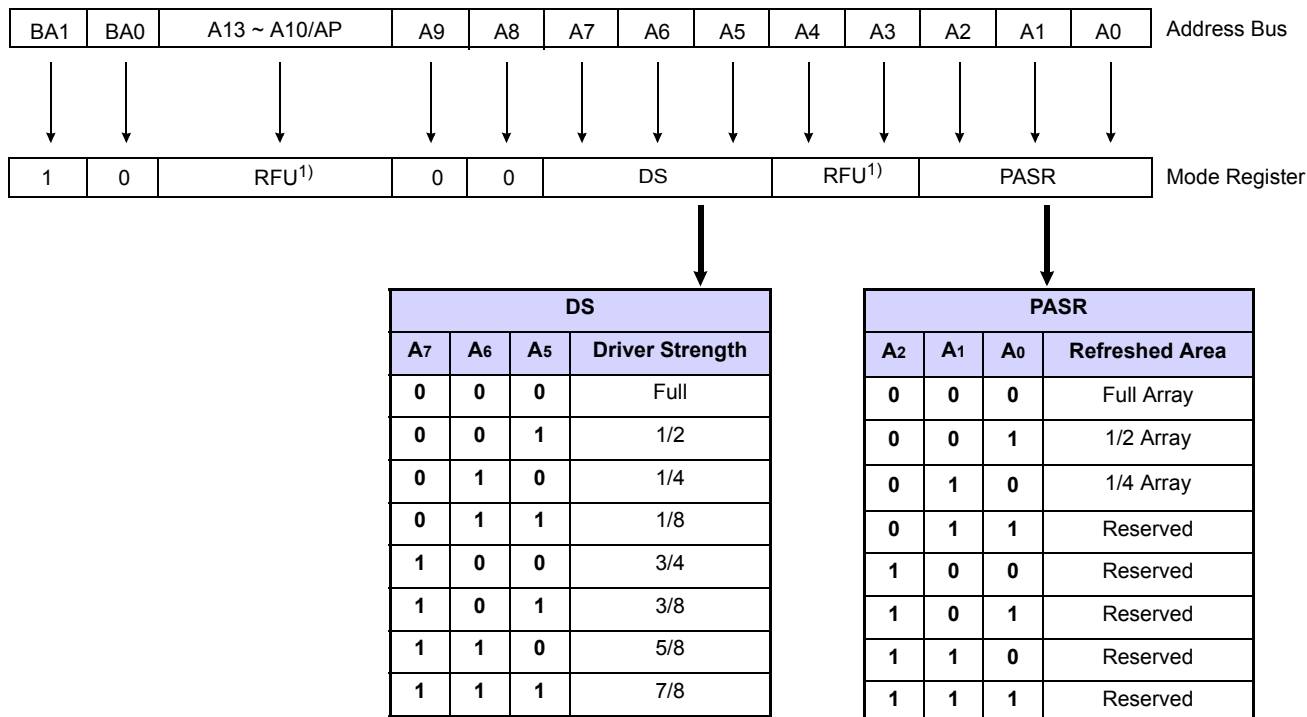 BA1 BA0 A13 ~ A10/AP A9 A8 A7 A6 A5 A4 A3 A2 A1 A0 Address Bus
1 0 RFU1) 0 0 DS RFU1) PASR Mode Register
DS
A7 A6 A5 Driver Strength
0 0 0 Full
0 0 1 1/2
0 1 0 1/4
0 1 1 1/8
1 0 0 3/4
1 0 1 3/8
1 1 0 5/8
1 1 1 7/8
PASR
A2 A1 A0 Refreshed Area
0 0 0 Full Array
0 0 1 1/2 Array
0 1 0 1/4 Array
0 1 1 Reserved
1 0 0 Reserved
1 0 1 Reserved
1 1 0 Reserved
1 1 1 Reserved